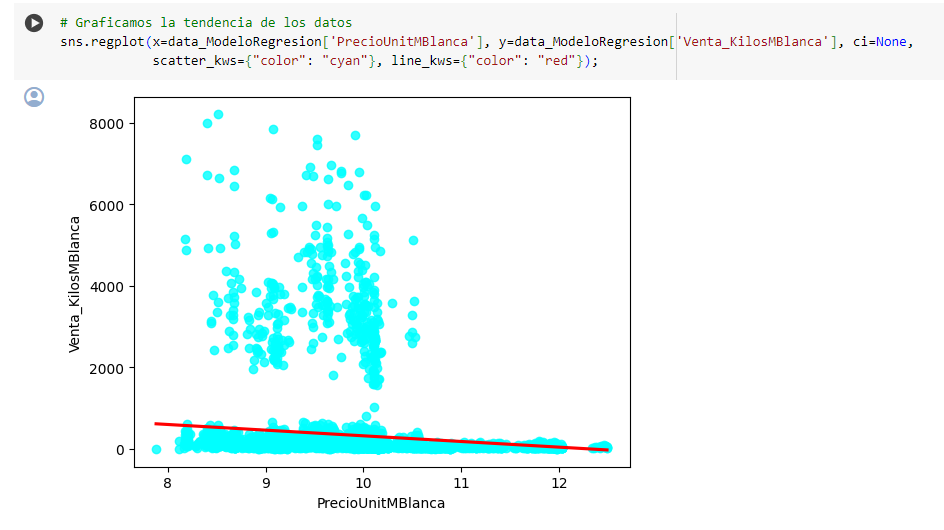 # Graficamos la tendencia de los datos
sns.regplot(x=data_ModeloRegresion['PrecioUnitMBlanca'], y=data_ModeloRegresion['Venta_KilosMBlanca'], ci=None,
scatter_kws={"color": "cyan"}, line_kws={"color": "red"});
8000
6000
4000
2000
0
Venta_KilosMBlanca
8 9 10 11 12
PrecioUnitMBlanca